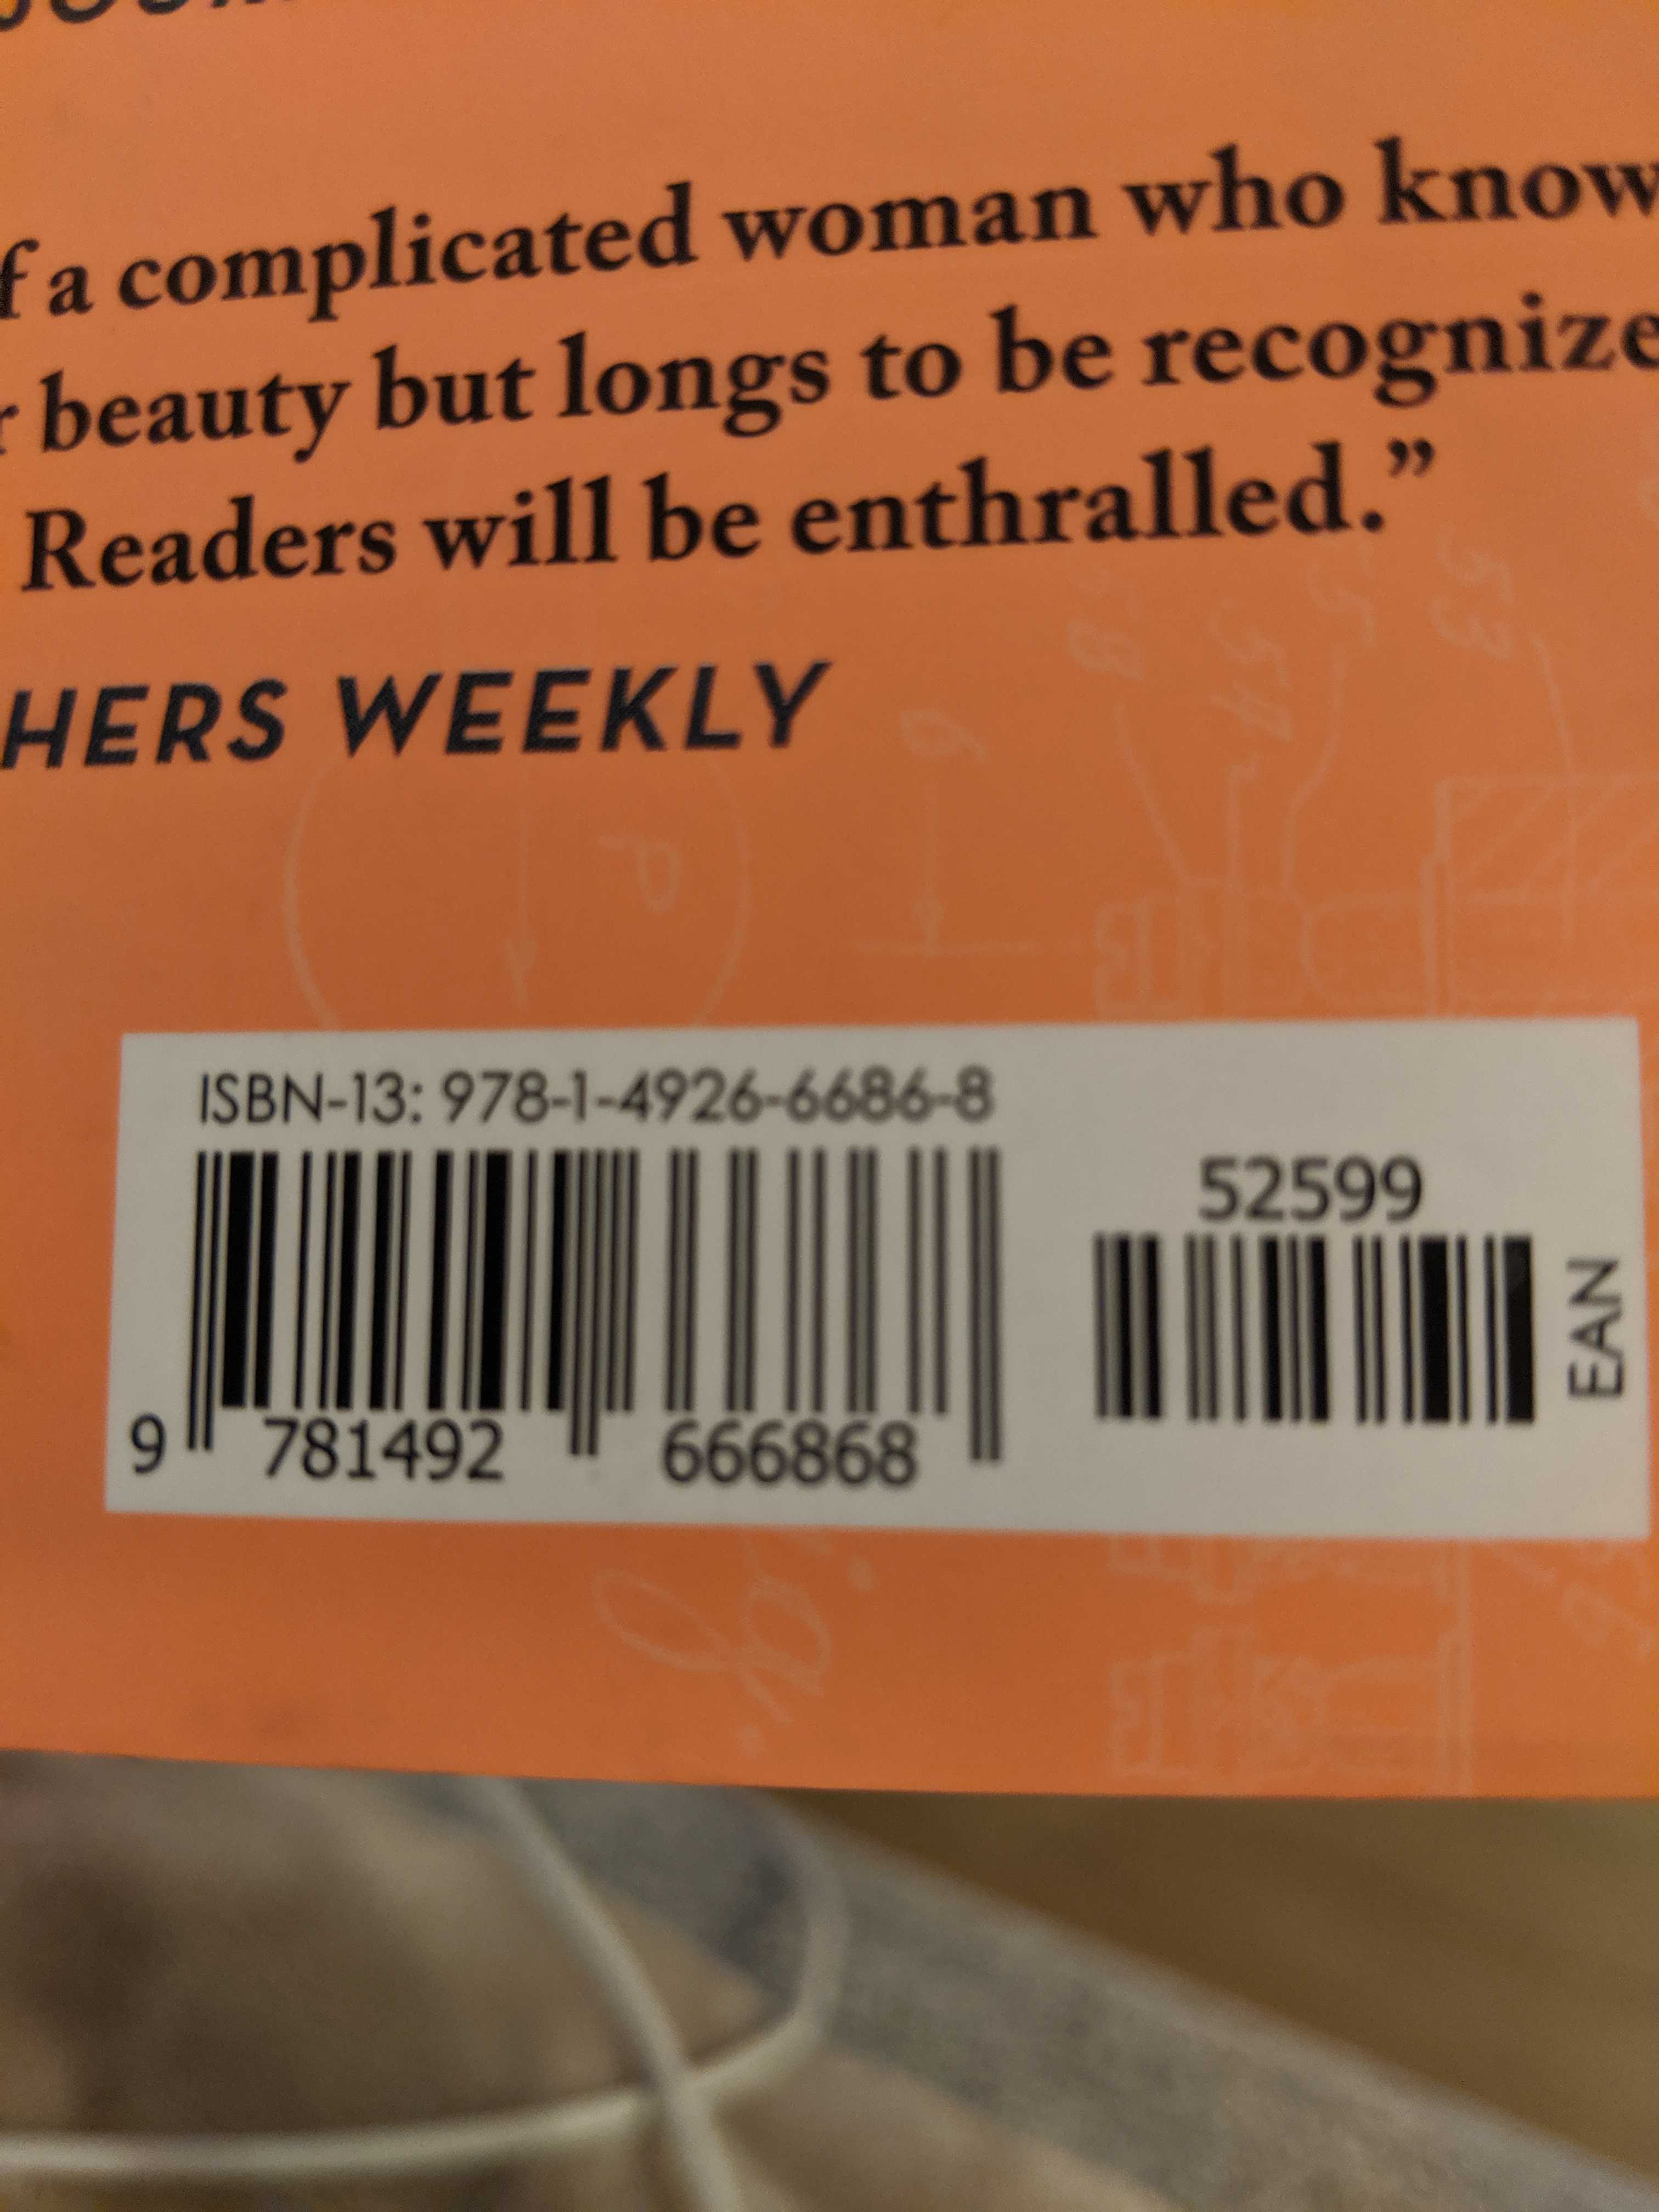 f a complicated woman who know
r beauty but longs to be recognize
Readers will be enthralled.”
HERS WEEKLY
ISBN-13: 978-1-4926-6686-8
52599
EAN
9 781492 666868